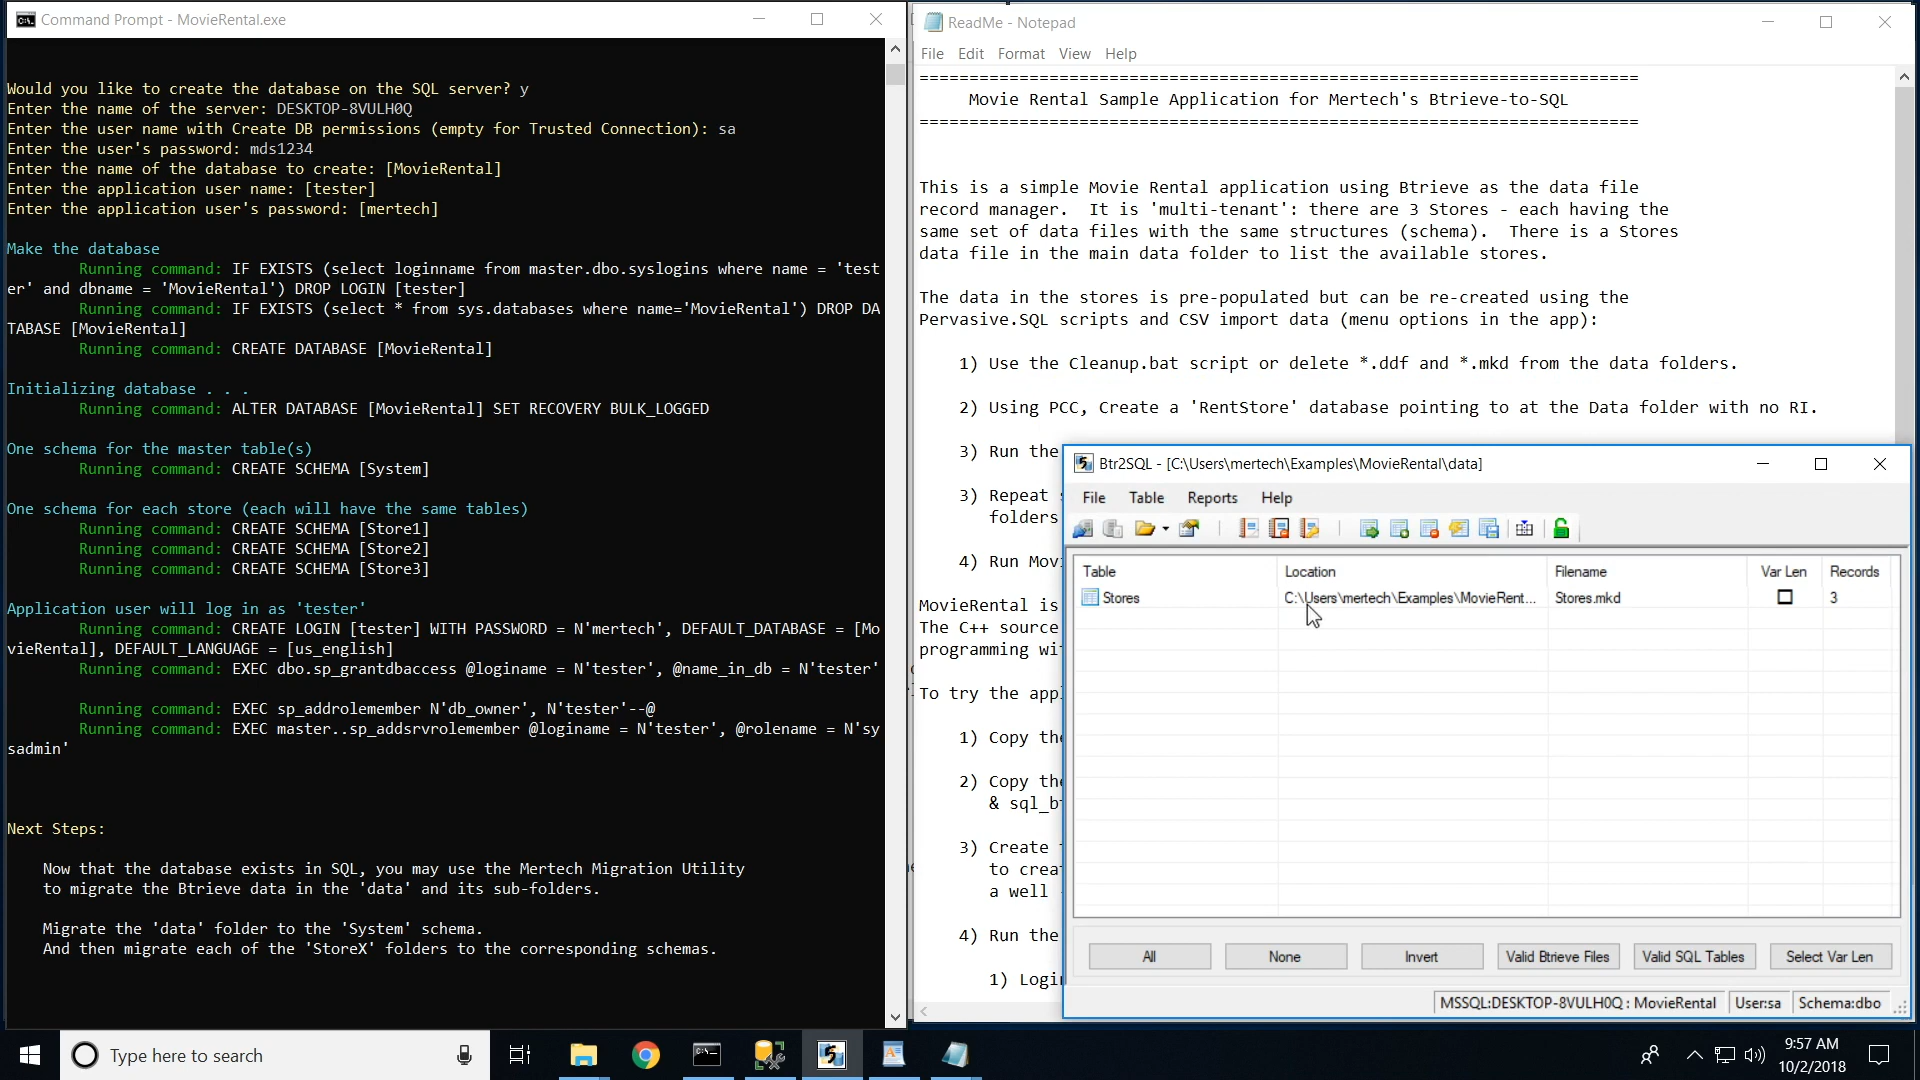 Command Prompt - MovieRental.exe
Would you like to create the database on the SQL server? y
Enter the name of the server: DESKTOP-8VULH0Q
Enter the user name with Create DB permissions (empty for Trusted Connection): sa
Enter the user's password: mds1234
Enter the name of the database to create: [MovieRental]
Enter the application user name: [tester]
Enter the application user's password: [mertech]
Make the database
Running command: IF EXISTS (select loginname from master.dbo.syslogins where name = 'test
er' and dbname = 'MovieRental') DROP LOGIN [tester]
Running command: IF EXISTS (select * from sys.databases where name='MovieRental') DROP DA
TABASE [MovieRental]
Running command: CREATE DATABASE [MovieRental]
Initializing database . . .
Running command: ALTER DATABASE [MovieRental] SET RECOVERY BULK_LOGGED
One schema for the master table(s)
Running command: CREATE SCHEMA [System]
One schema for each store (each will have the same tables)
Running command: CREATE SCHEMA [Store1]
Running command: CREATE SCHEMA [Store2]
Running command: CREATE SCHEMA [Store3]
Application user will log in as 'tester'
Running command: CREATE LOGIN [tester] WITH PASSWORD = N'mertech', DEFAULT_DATABASE = [Mo
vieRental], DEFAULT_LANGUAGE = [us_english]
Running command: EXEC dbo.sp_grantdbaccess @loginame = N'tester', @name_in_db = N'tester'
Running command: EXEC sp_addrolemember N'db_owner', N'tester'--@
Running command: EXEC master..sp_addsrvrolemember @loginame = N'tester', @rolename = N'sy
sadmin'
Next Steps:
Now that the database exists in SQL, you may use the Mertech Migration Utility
to migrate the Btrieve data in the 'data' and its sub-folders.
Migrate the 'data' folder to the 'System' schema.
And then migrate each of the 'StoreX' folders to the corresponding schemas.
ReadMe - Notepad
File Edit Format View Help
========================================================================
Movie Rental Sample Application for Mertech's Btrieve-to-SQL
========================================================================
This is a simple Movie Rental application using Btrieve as the data file
record manager. It is 'multi-tenant': there are 3 Stores - each having the
same set of data files with the same structures (schema). There is a Stores
data file in the main data folder to list the available stores.
The data in the stores is pre-populated but can be re-created using the
Pervasive.SQL scripts and CSV import data (menu options in the app):
1) Use the Cleanup.bat script or delete *.ddf and *.mkd from the data folders.
2) Using PCC, Create a 'RentStore' database pointing to at the Data folder with no RI.
3) Run the
3) Repeat
folders
4) Run Mov
MovieRental is
The C++ source
programming wi
To try the app
1) Copy the
2) Copy the
& sql_b
3) Create
to crea
a well
4) Run the
1) Logi
Btr2SQL - [C:\Users\mertech\Examples\MovieRental\data]
File Table Reports Help
Table Location Filename Var Len Records
Stores C:\Users\mertech\Examples\MovieRent... Stores.mkd 3
All None Invert Valid Btrieve Files Valid SQL Tables Select Var Len
MSSQL:DESKTOP-8VULH0Q : MovieRental User:sa Schema:dbo
Type here to search
9:57 AM
10/2/2018